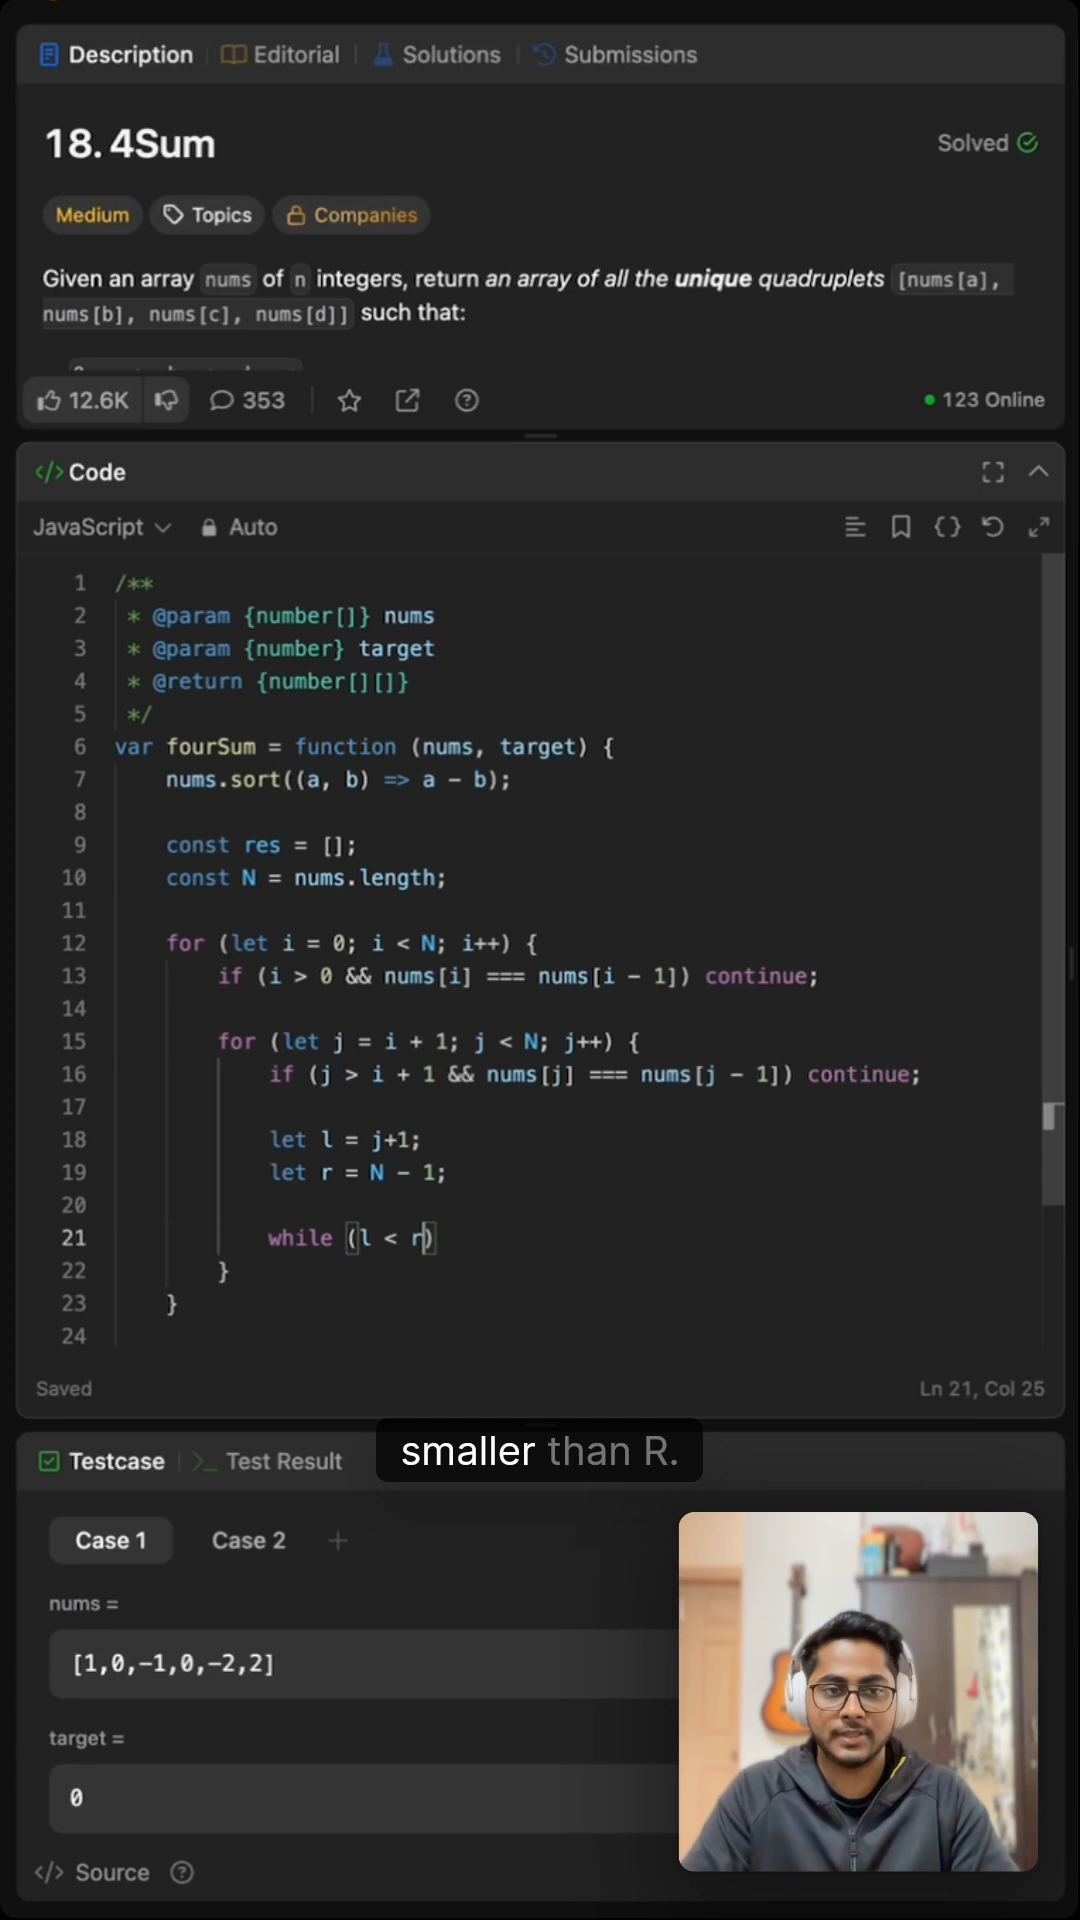 Description Editorial Solutions Submissions
18. 4Sum Solved
Medium Topics Companies
Given an array nums of n integers, return an array of all the unique quadruplets [nums[a],
nums[b], nums[c], nums[d]] such that:
12.6K 353 123 Online
</> Code
JavaScript Auto
1 /**
2 * @param {number[]} nums
3 * @param {number} target
4 * @return {number[][]}
5 */
6 var fourSum = function (nums, target) {
7 nums.sort((a, b) => a - b);
8
9 const res = [];
10 const N = nums.length;
11
12 for (let i = 0; i < N; i++) {
13 if (i > 0 && nums[i] === nums[i - 1]) continue;
14
15 for (let j = i + 1; j < N; j++) {
16 if (j > i + 1 && nums[j] === nums[j - 1]) continue;
17
18 let l = j+1;
19 let r = N - 1;
20
21 while (l < r)
22 }
23 }
24
Saved Ln 21, Col 25
smaller than R.
Testcase >_ Test Result
Case 1 Case 2 +
nums =
[1,0,-1,0,-2,2]
target =
0
</> Source